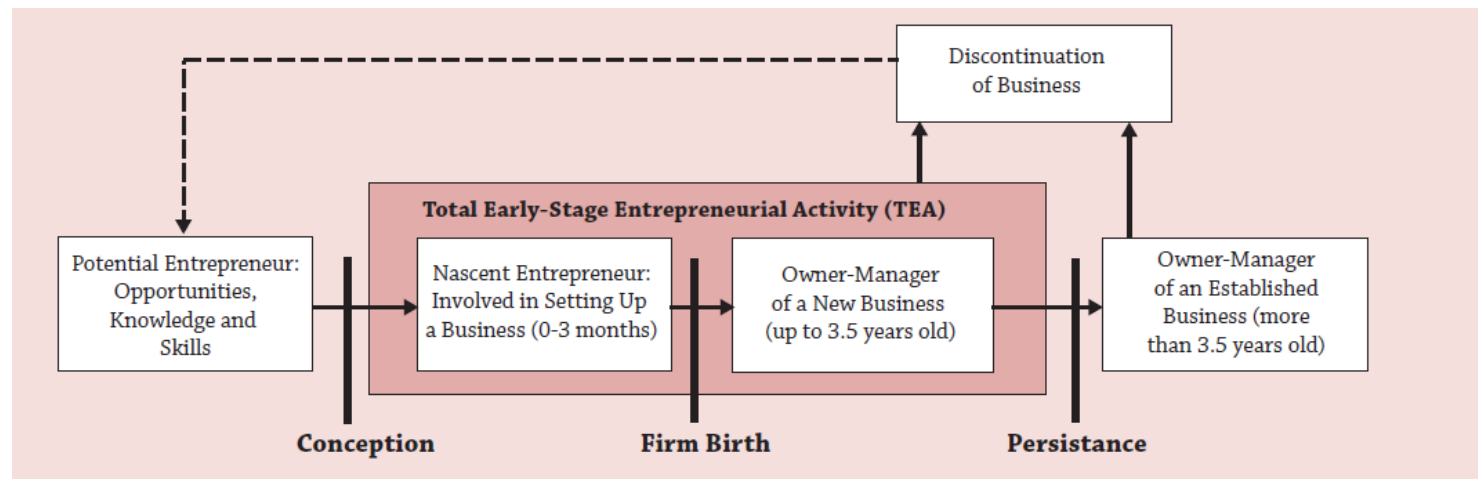 Discontinuation
of Business
Total Early-Stage Entrepreneurial Activity (TEA)
Potential Entrepreneur:
Opportunities,
Knowledge and
Skills
Nascent Entrepreneur:
Involved in Setting Up
a Business (0-3 months)
Owner-Manager
of a New Business
(up to 3.5 years old)
Owner-Manager
of an Established
Business (more
than 3.5 years old)
Conception
Firm Birth
Persistance